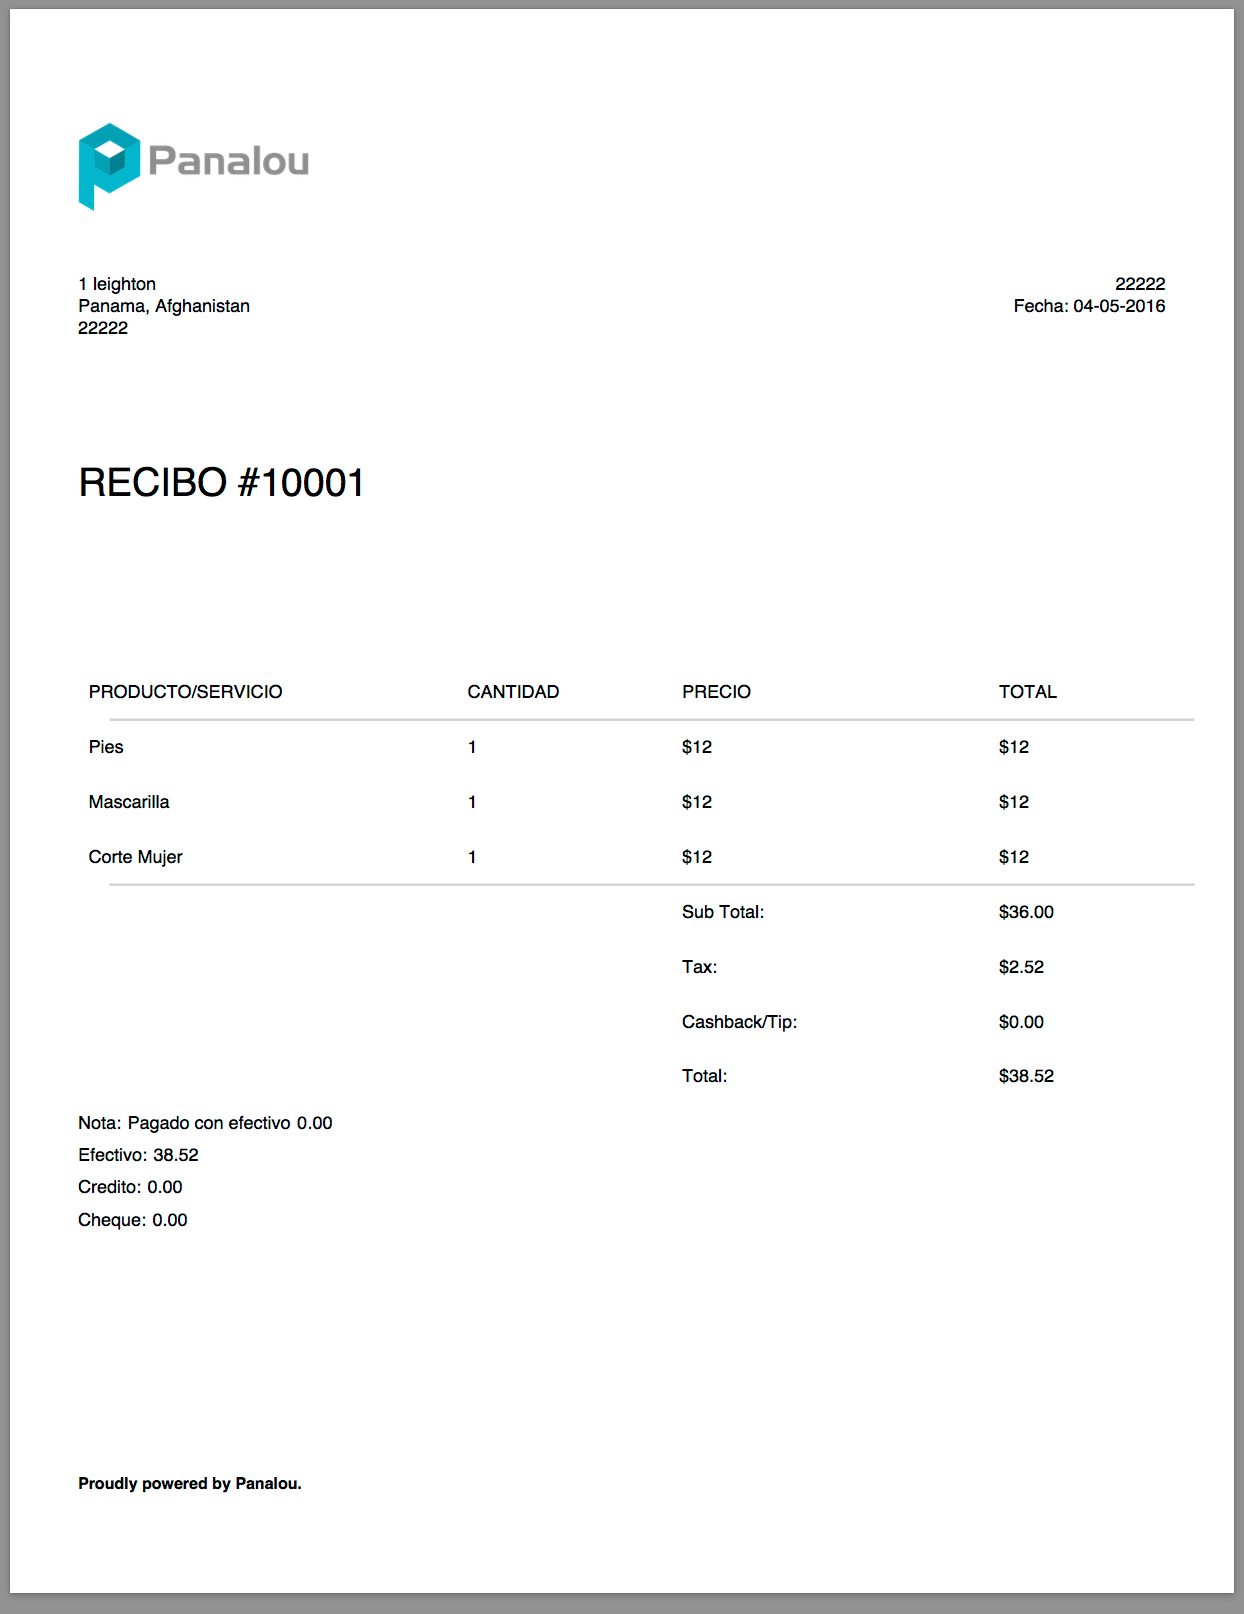 Panalou
1 leighton
Panama, Afghanistan
22222
22222
Fecha: 04-05-2016
RECIBO #10001
PRODUCTO/SERVICIO CANTIDAD PRECIO TOTAL
Pies 1 $12 $12
Mascarilla 1 $12 $12
Corte Mujer 1 $12 $12
Sub Total: $36.00
Tax: $2.52
Cashback/Tip: $0.00
Total: $38.52
Nota: Pagado con efectivo 0.00
Efectivo: 38.52
Credito: 0.00
Cheque: 0.00
Proudly powered by Panalou.